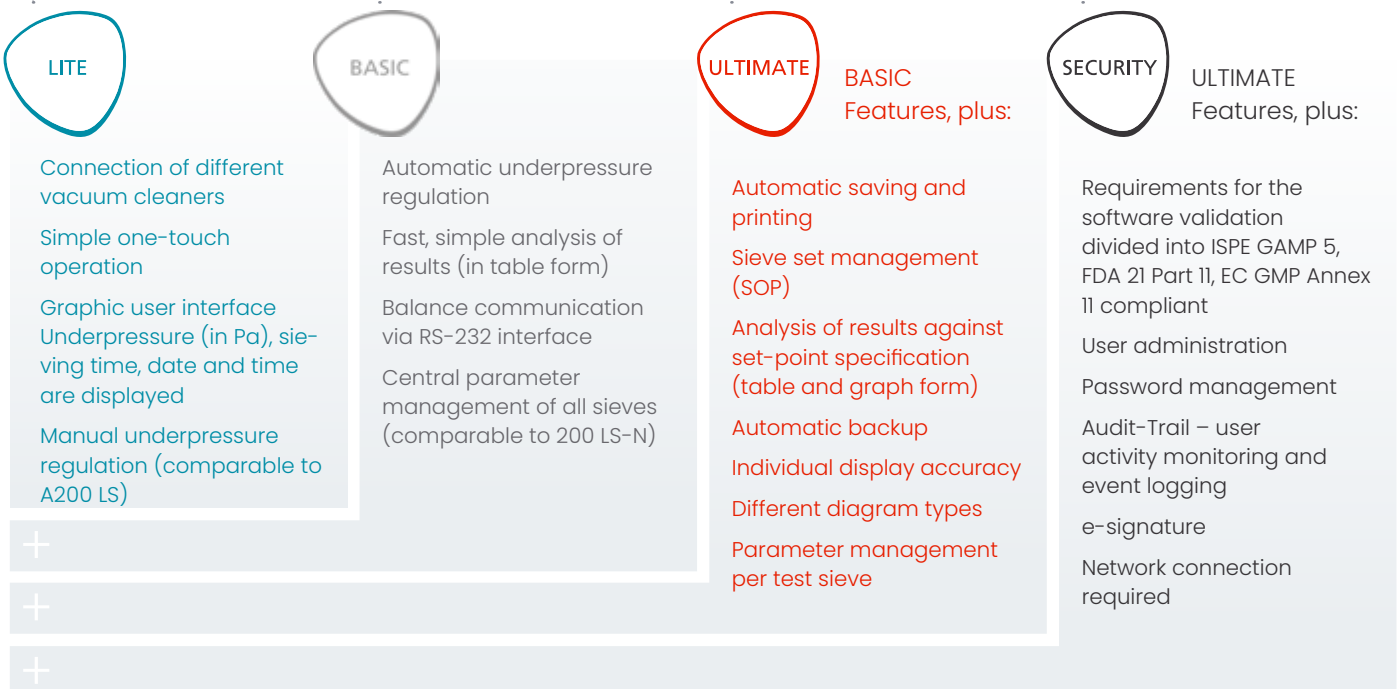 LITE
Connection of different
vacuum cleaners
Simple one-touch
operation
Graphic user interface
Underpressure (in Pa), sie-
ving time, date and time
are displayed
Manual underpressure
regulation (comparable to
A200 LS)
BASIC
Automatic underpressure
regulation
Fast, simple analysis of
results (in table form)
Balance communication
via RS-232 interface
Central parameter
management of all sieves
(comparable to 200 LS-N)
ULTIMATE
BASIC
Features, plus:
Automatic saving and
printing
Sieve set management
(SOP)
Analysis of results against
set-point specification
(table and graph form)
Automatic backup
Individual display accuracy
Different diagram types
Parameter management
per test sieve
SECURITY
ULTIMATE
Features, plus:
Requirements for the
software validation
divided into ISPE GAMP 5,
FDA 21 Part 11, EC GMP Annex
11 compliant
User administration
Password management
Audit-Trail – user
activity monitoring and
event logging
e-signature
Network connection
required
+
+
+